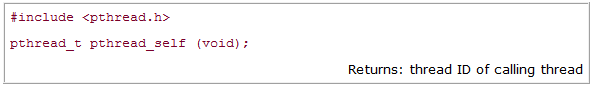 #include <pthread.h>
pthread_t pthread_self (void);
Returns: thread ID of calling thread